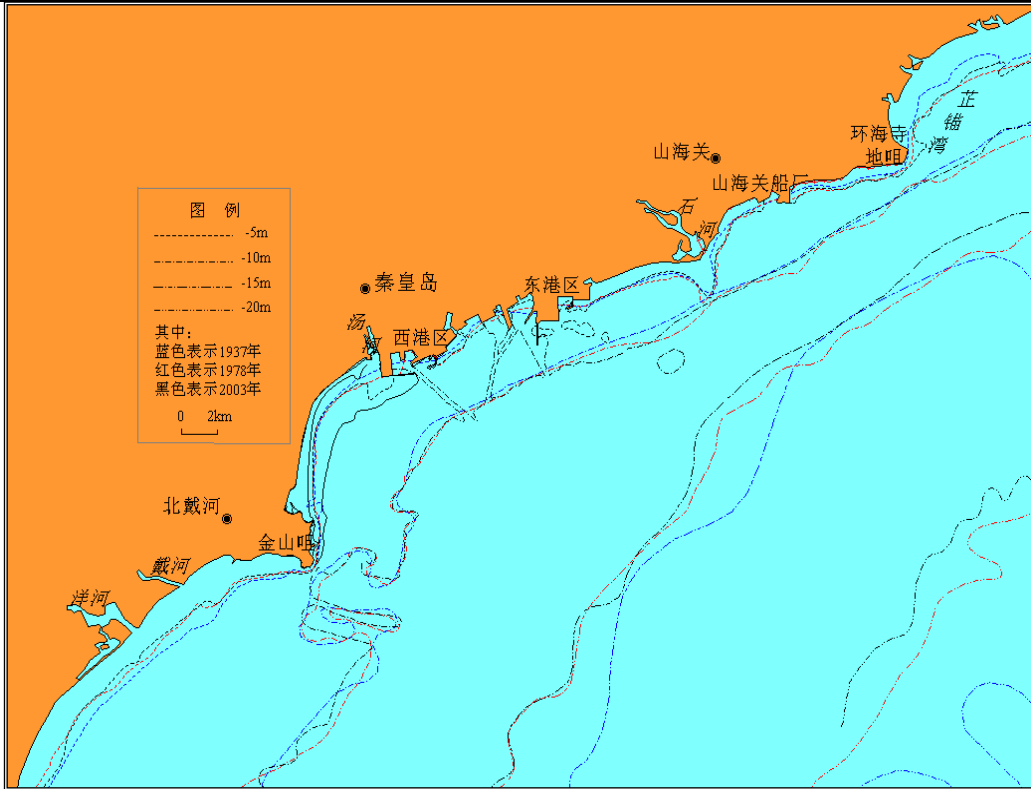 芷
锚
湾
环海寺
地咀
山海关
山海关船厂
石
河
图 例
-5m
-10m
-15m
-20m
其中：
蓝色表示1937年
红色表示1978年
黑色表示2003年
0 2km
秦皇岛
东港区
汤
河
西港区
北戴河
金山咀
戴河
洋河